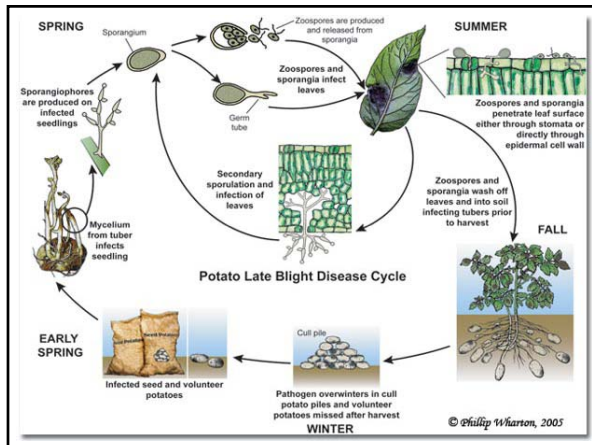 SPRING
Sporangium
Zoospores are produced
and released from
sporangia
SUMMER
Zoospores and
sporangia infect
leaves
Germ
tube
Sporangiophores
are produced on
infected
seedlings
Zoospores and sporangia
penetrate leaf surface
either through stomata or
directly through
epidermal cell wall
Secondary
sporulation and
infection of
leaves
Zoospores and
sporangia wash off
leaves and into soil
infecting tubers prior
to harvest
Mycelium
from tuber
infects
seedling
FALL
Potato Late Blight Disease Cycle
EARLY
SPRING
Seed Potatoes
Infected seed and volunteer
potatoes
Cull pile
Pathogen overwinters in cull
potato piles and volunteer
potatoes missed after harvest
WINTER
© Phillip Wharton, 2005